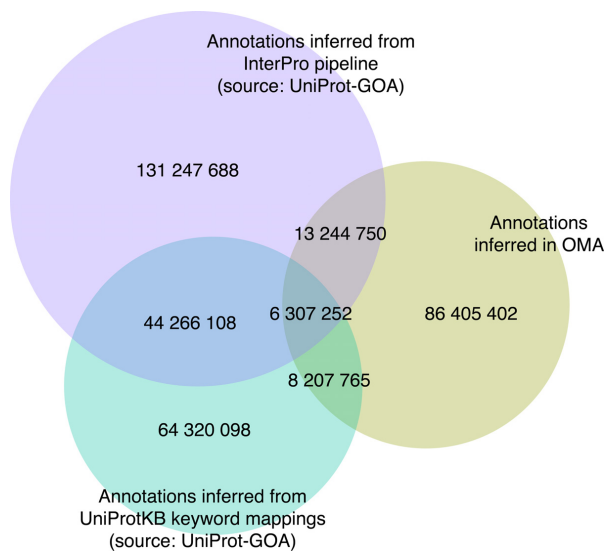 Annotations inferred from
InterPro pipeline
(source: UniProt-GOA)
131 247 688
13 244 750
Annotations
inferred in OMA
44 266 108
6 307 252
86 405 402
8 207 765
64 320 098
Annotations inferred from
UniProtKB keyword mappings
(source: UniProt-GOA)